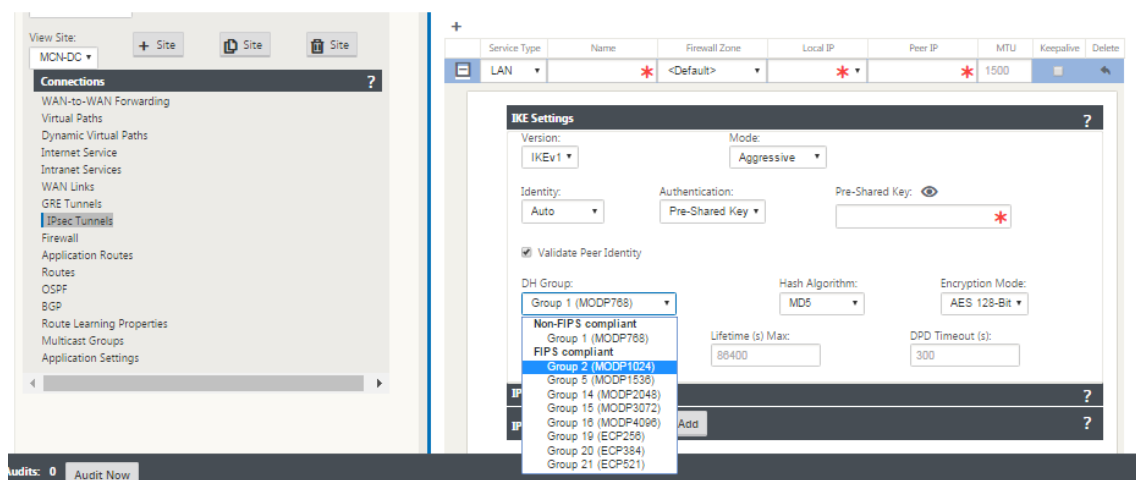 View Site:
MCN-DC
+ Site
Site
Site
Connections ?
WAN-to-WAN Forwarding
Virtual Paths
Dynamic Virtual Paths
Internet Service
Intranet Services
WAN Links
GRE Tunnels
IPsec Tunnels
Firewall
Application Routes
Routes
OSPF
BGP
Route Learning Properties
Multicast Groups
Application Settings
+
Service Type Name Firewall Zone Local IP Peer IP MTU Keepalive Delete
LAN * <Default> * * 1500
IKE Settings ?
Version: Mode:
IKEv1 Aggressive
Identity: Authentication: Pre-Shared Key:
Auto Pre-Shared Key *
Validate Peer Identity
DH Group: Hash Algorithm: Encryption Mode:
Group 1 (MODP768) MD5 AES 128-Bit
Non-FIPS compliant
Group 1 (MODP768)
FIPS compliant
Group 2 (MODP1024)
Group 5 (MODP1536)
Group 14 (MODP2048)
Group 15 (MODP3072)
Group 16 (MODP4096)
Group 19 (ECP256)
Group 20 (ECP384)
Group 21 (ECP521)
Lifetime (s) Max: DPD Timeout (s):
86400 300
IP ?
IP Add ?
Audits: 0 Audit Now